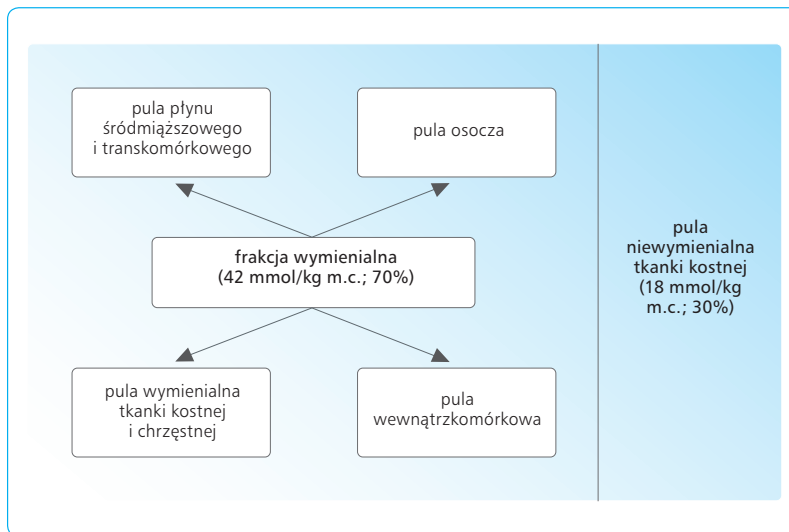 pula płynu
śródmiąższowego
i transkomórkowego
pula osocza
frakcja wymienialna
(42 mmol/kg m.c.; 70%)
pula wymienialna
tkanki kostnej
i chrzęstnej
pula
wewnątrzkomórkowa
pula
niewymienialna
tkanki kostnej
(18 mmol/kg
m.c.; 30%)